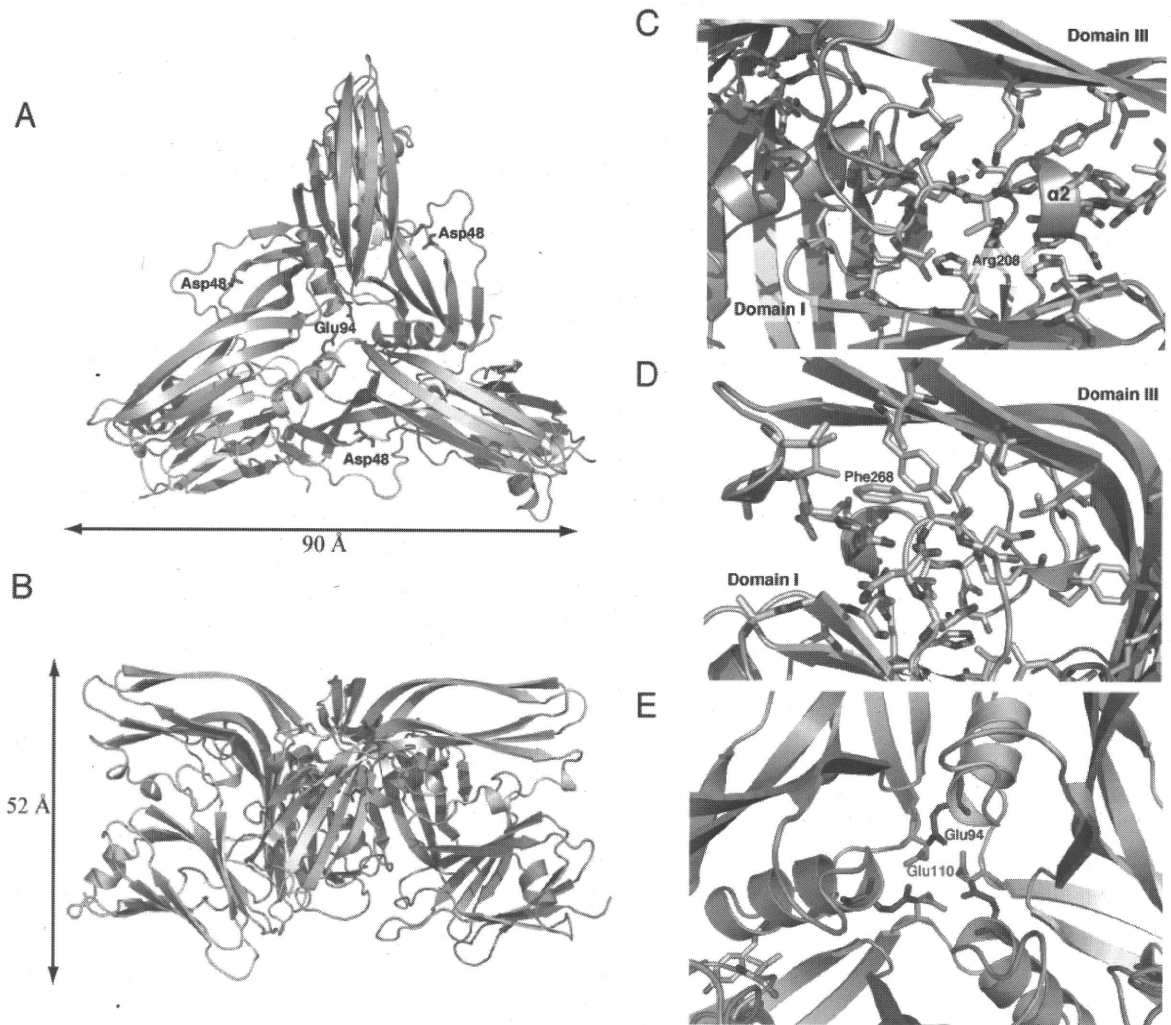 A
Asp48
Asp48
Glu94
Asp48
90 Å
B
52 Å
C
Domain III
α2
Arg208
Domain I
D
Domain III
Phe268
Domain I
E
Glu94
Glu110